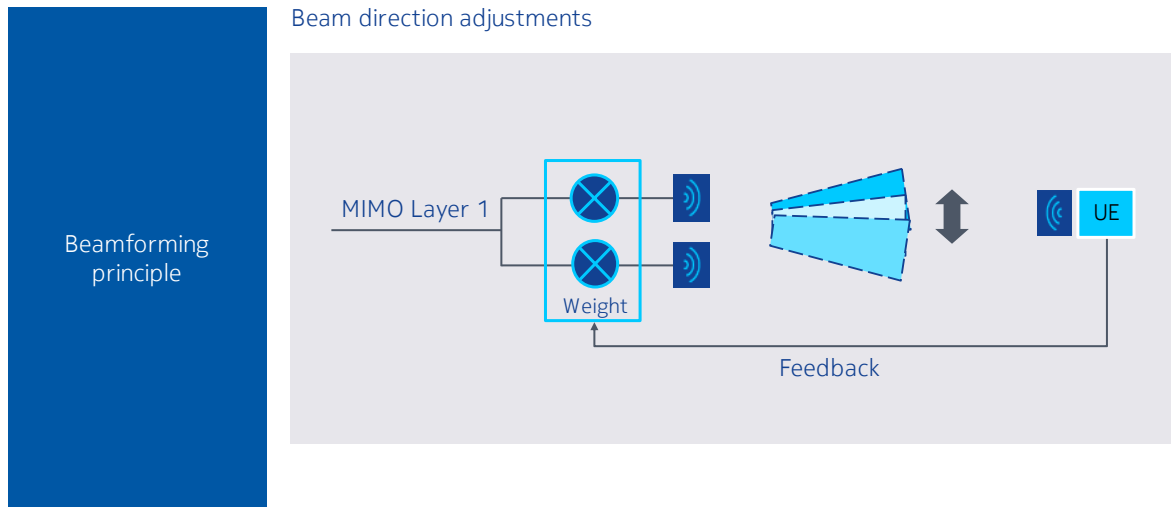 Beam direction adjustments
Beamforming
principle
MIMO Layer 1
Weight
UE
Feedback